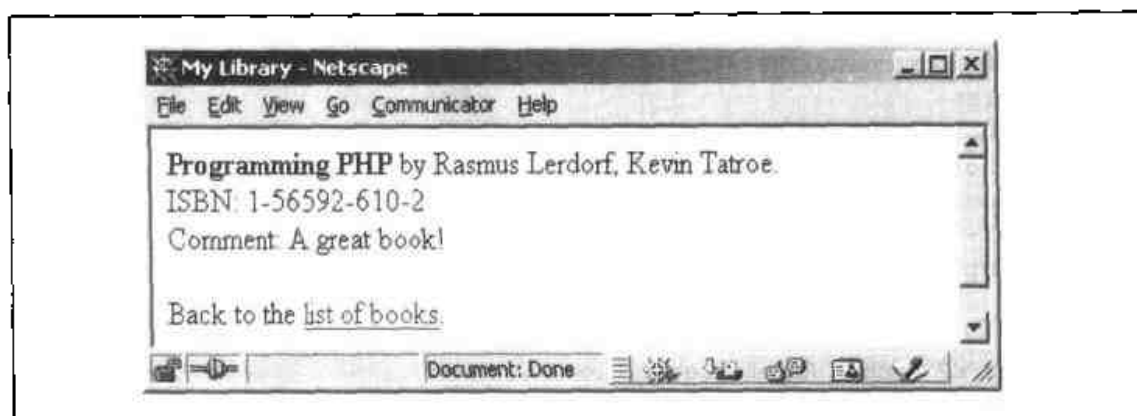 My Library - Netscape
File Edit View Go Communicator Help
Programming PHP by Rasmus Lerdorf, Kevin Tatroe.
ISBN: 1-56592-610-2
Comment: A great book!
Back to the list of books.
Document: Done